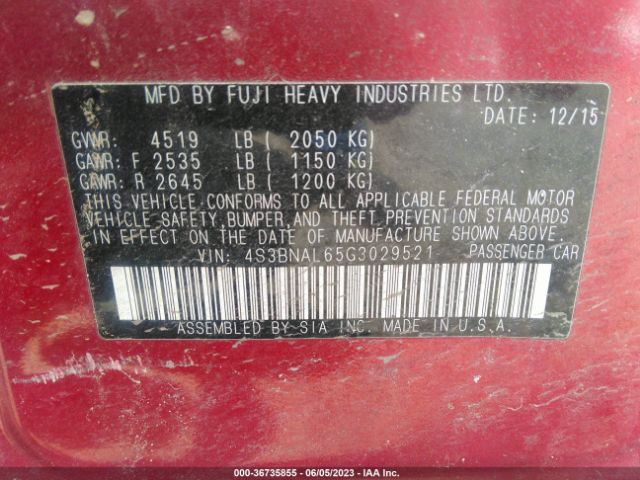 MFD BY FUJI HEAVY INDUSTRIES LTD.
DATE: 12/15
GVWR: 4519 LB ( 2050 KG)
GAWR: F 2535 LB ( 1150 KG)
GAWR: R 2645 LB ( 1200 KG)
THIS VEHICLE CONFORMS TO ALL APPLICABLE FEDERAL MOTOR
VEHICLE SAFETY, BUMPER, AND THEFT PREVENTION STANDARDS
IN EFFECT ON THE DATE OF MANUFACTURE SHOWN ABOVE.
VIN: 4S3BNAL65G3029521 PASSENGER CAR
ASSEMBLED BY SIA INC. MADE IN U.S.A.
000-36735855 | 06/05/2023 | IAA Inc.